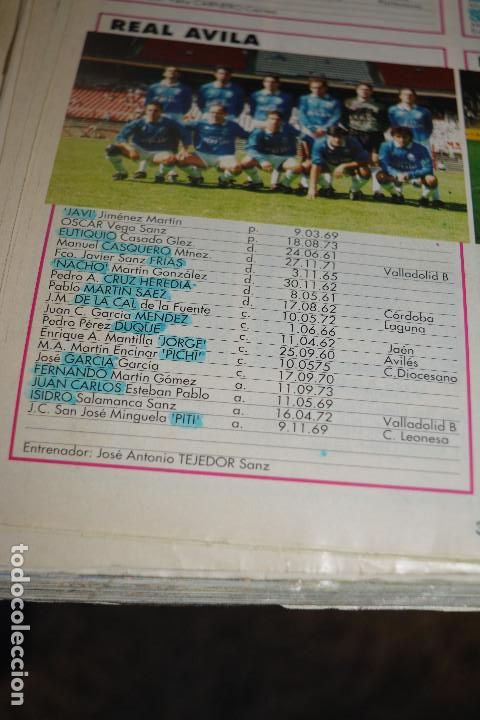 REAL AVILA
'JAVI' Jiménez Martín p. 9.03.69
OSCAR Vega Sanz p. 18.08.73
EUTIQUIO Casado Glez d. 24.06.61
Manuel CASQUERO Mtnez d. 27.11.71
Fco. Javier Sanz FRIAS d. 3.11.65 Valladolid B
'NACHO' Martín González d. 30.11.62
Pedro A. CRUZ HEREDIA d. 8.05.61
Pablo MARTIN SAEZ d. 17.08.62
J.M. DE LA CAL de la Fuente c. 10.05.72 Córdoba
Juan C. García MENDEZ c. 1.06.66 Laguna
Pedro Pérez DUQUE c. 11.04.62
Enrique A. Mantilla 'JORGE' c. 25.09.60 Jaén
M.A. Martín Encinar 'PICHI' c. 10.0575 Avilés
José GARCIA García c. 17.09.70 C.Diocesano
FERNANDO Martín Gómez a. 11.09.73
JUAN CARLOS Esteban Pablo a. 11.05.69
ISIDRO Salamanca Sanz a. 16.04.72 Valladolid B
J.C. San José Minguela 'PITI' a. 9.11.69 C. Leonesa
Entrenador: José Antonio TEJEDOR Sanz
todocoleccion.net